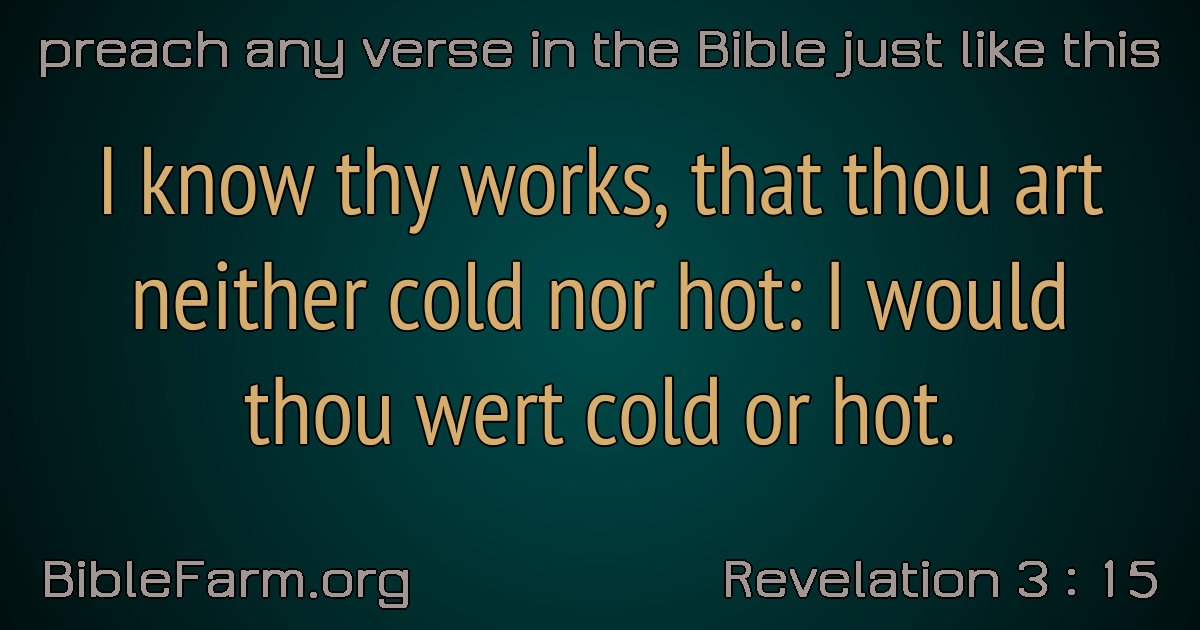 preach any verse in the Bible just like this
I know thy works, that thou art
neither cold nor hot: I would
thou wert cold or hot.
BibleFarm.org
Revelation 3 : 15